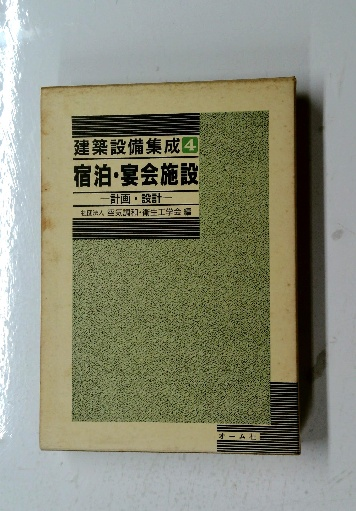 建築設備集成4
宿泊・宴会施設
―計画・設計―
社団法人 空気調和・衛生工学会 編
オーム社